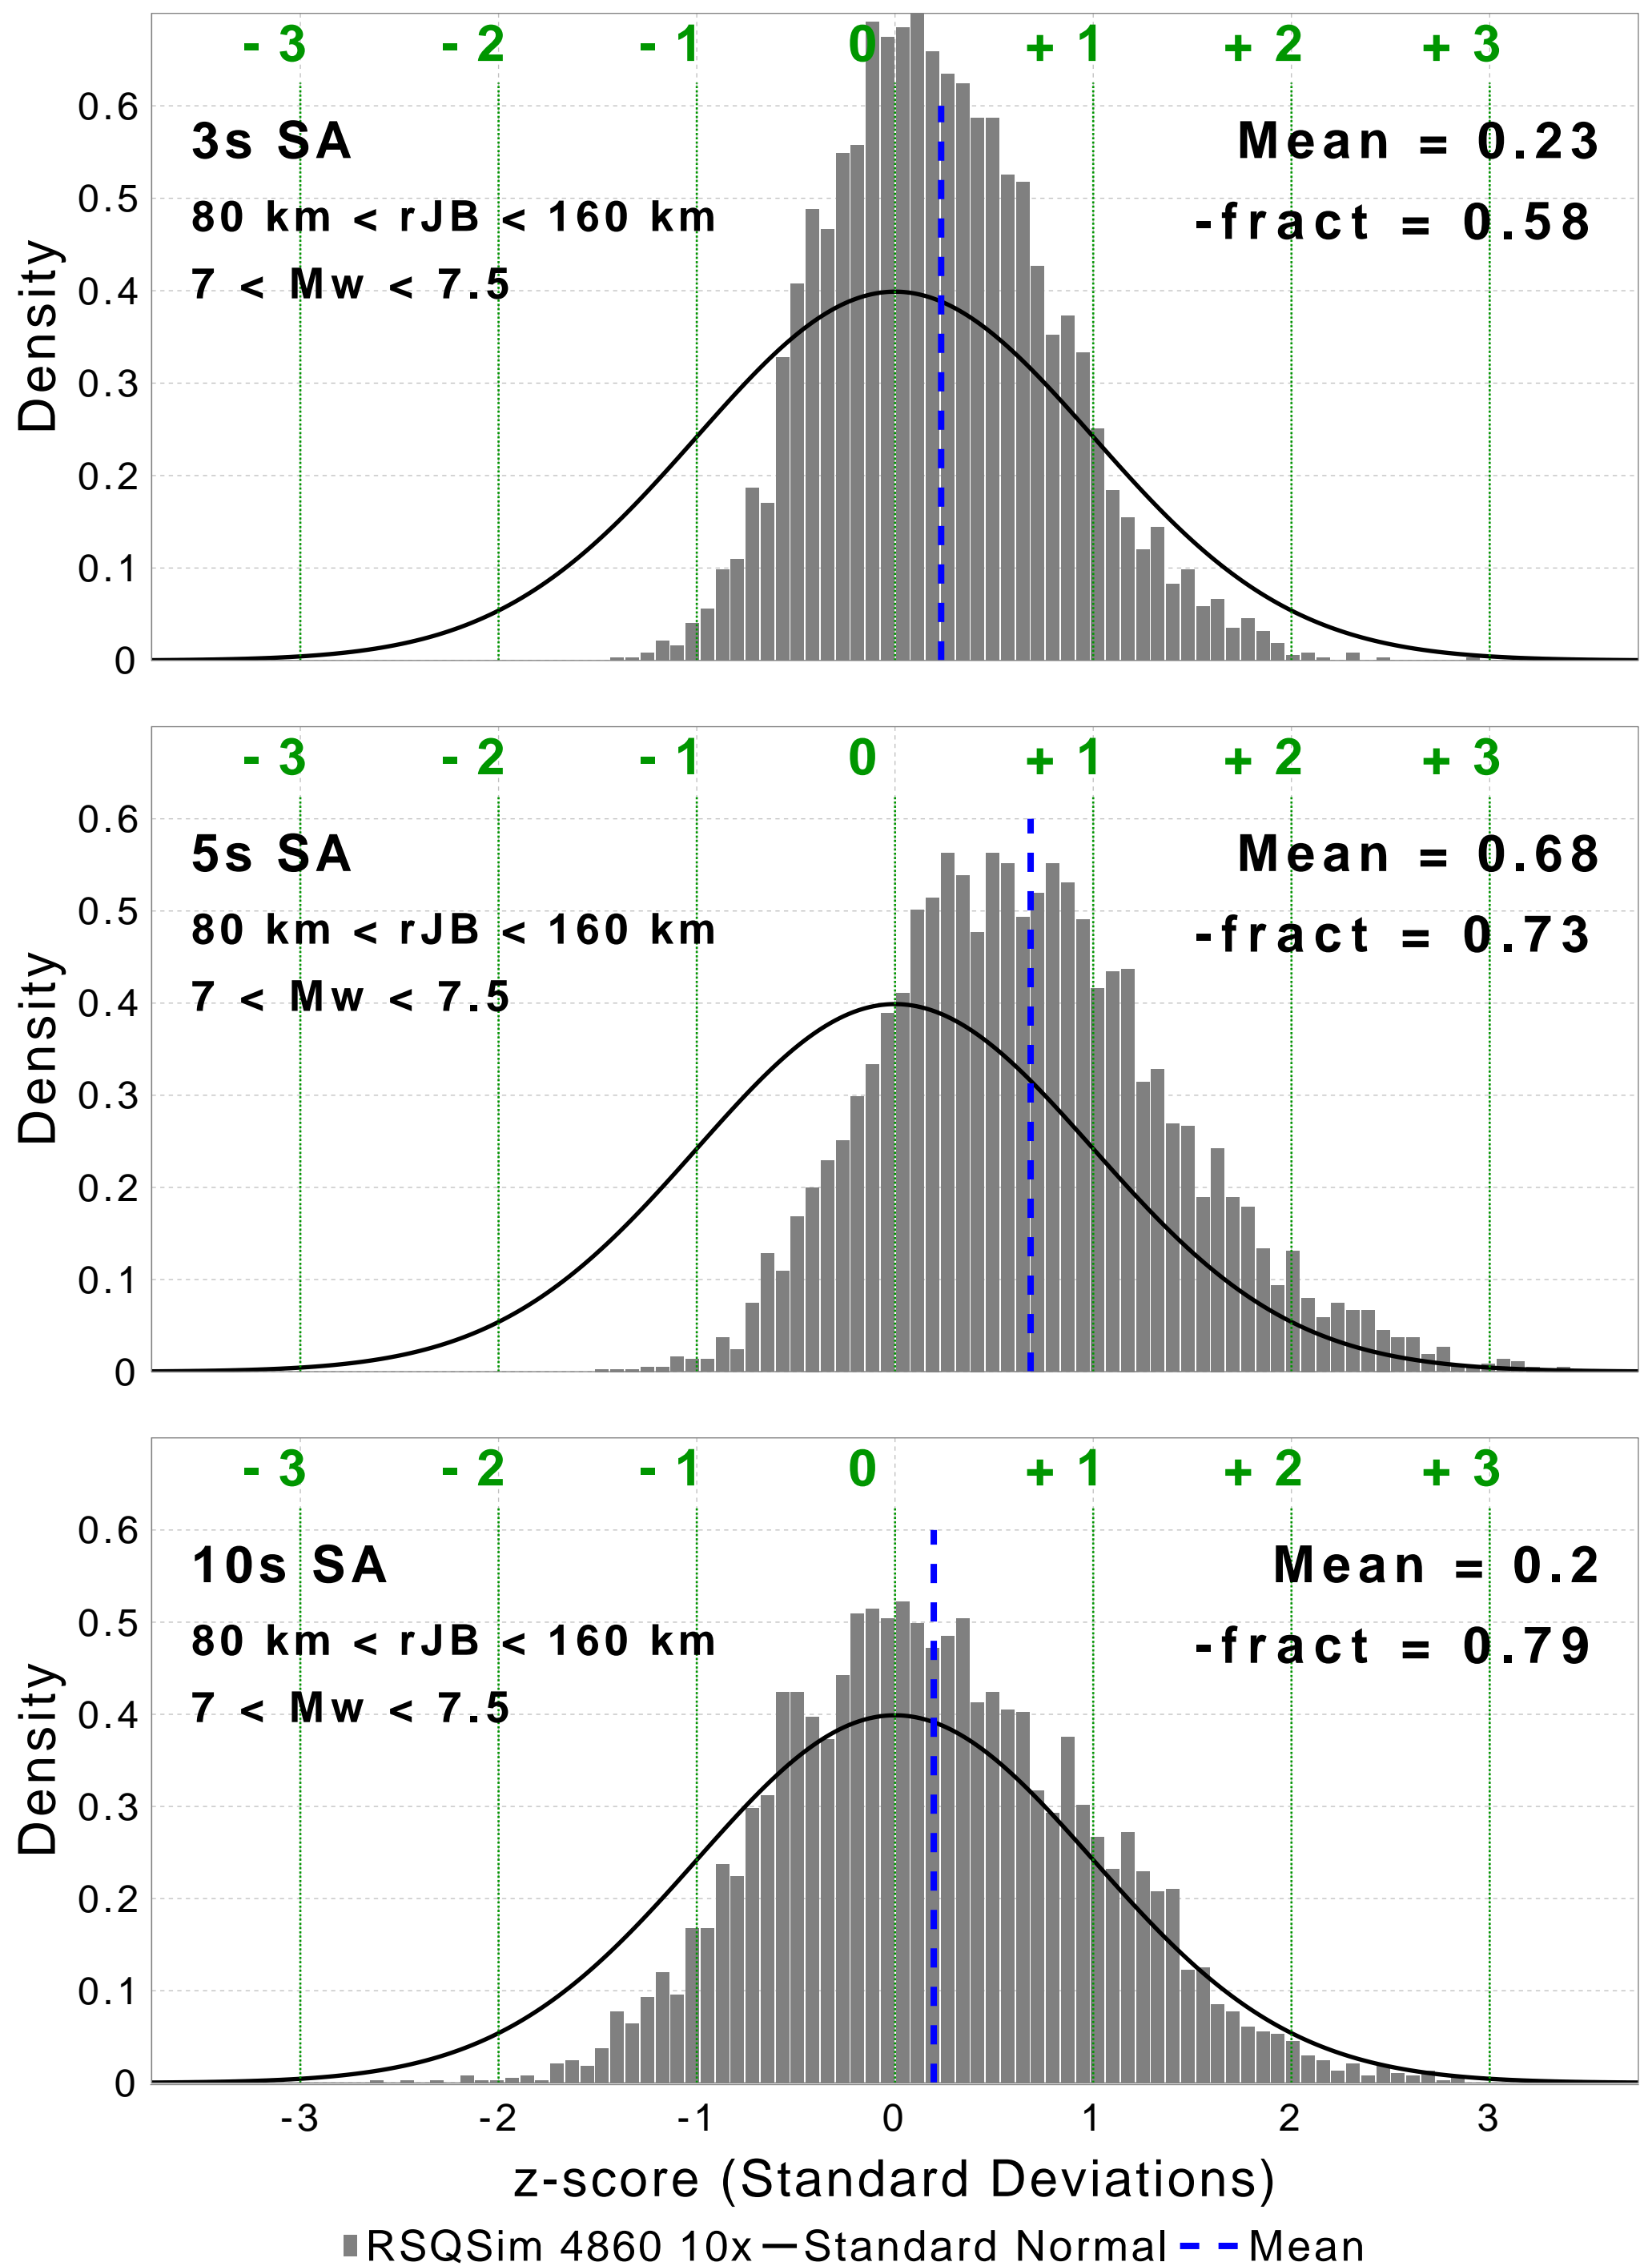 - 3 - 2 - 1 0 + 1 + 2 + 3
0.6
3s SA Mean = 0.23
0.5
80 km < rJB < 160 km -fract = 0.58
7 < Mw < 7.5
0.4
0.3
0.2
0.1
0
Density
- 3 - 2 - 1 0 + 1 + 2 + 3
0.6
5s SA Mean = 0.68
0.5
80 km < rJB < 160 km -fract = 0.73
7 < Mw < 7.5
0.4
0.3
0.2
0.1
0
Density
- 3 - 2 - 1 0 + 1 + 2 + 3
0.6
10s SA Mean = 0.2
0.5
80 km < rJB < 160 km -fract = 0.79
7 < Mw < 7.5
0.4
0.3
0.2
0.1
0
Density
-3 -2 -1 0 1 2 3
z-score (Standard Deviations)
RSQSim 4860 10x Standard Normal Mean